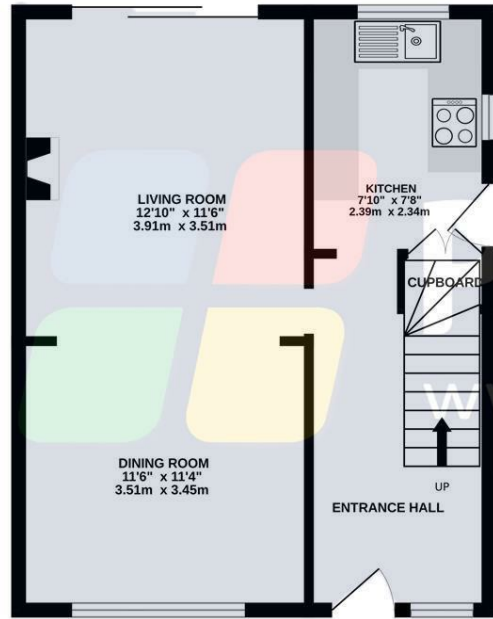 LIVING ROOM
12'10" x 11'6"
3.91m x 3.51m
KITCHEN
7'10" x 7'8"
2.39m x 2.34m
CUPBOARD
DINING ROOM
11'6" x 11'4"
3.51m x 3.45m
UP
ENTRANCE HALL